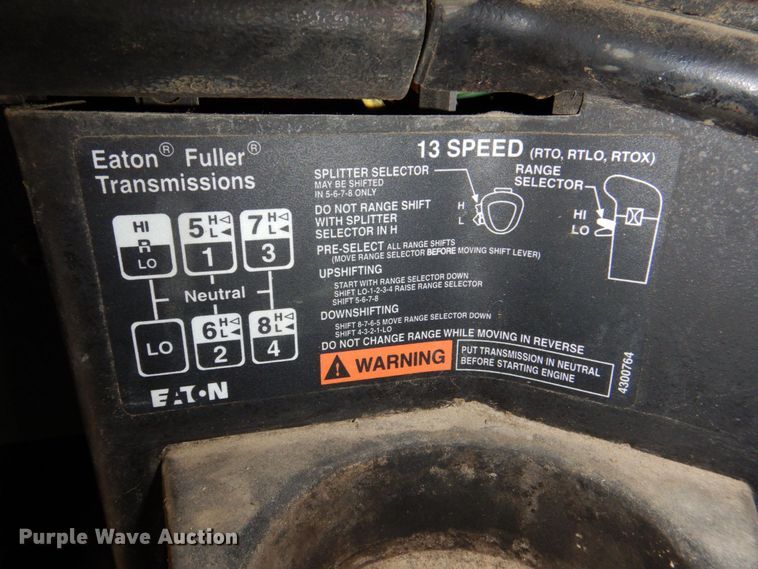 Eaton® Fuller®
Transmissions
13 SPEED (RTO, RTLO, RTOX)
HI
R
LO
5 H L
1
7 H L
3
Neutral
LO
6 H L
2
8 H L
4
EATON
SPLITTER SELECTOR
MAY BE SHIFTED
IN 5-6-7-8 ONLY
H
L
RANGE
SELECTOR
HI
LO
DO NOT RANGE SHIFT
WITH SPLITTER
SELECTOR IN H
PRE-SELECT ALL RANGE SHIFTS
(MOVE RANGE SELECTOR BEFORE MOVING SHIFT LEVER)
UPSHIFTING
START WITH RANGE SELECTOR DOWN
SHIFT LO-1-2-3-4 RAISE RANGE SELECTOR
SHIFT 5-6-7-8
DOWNSHIFTING
SHIFT 8-7-6-5 MOVE RANGE SELECTOR DOWN
SHIFT 4-3-2-1-LO
DO NOT CHANGE RANGE WHILE MOVING IN REVERSE
WARNING
PUT TRANSMISSION IN NEUTRAL
BEFORE STARTING ENGINE
4300764
Purple Wave Auction